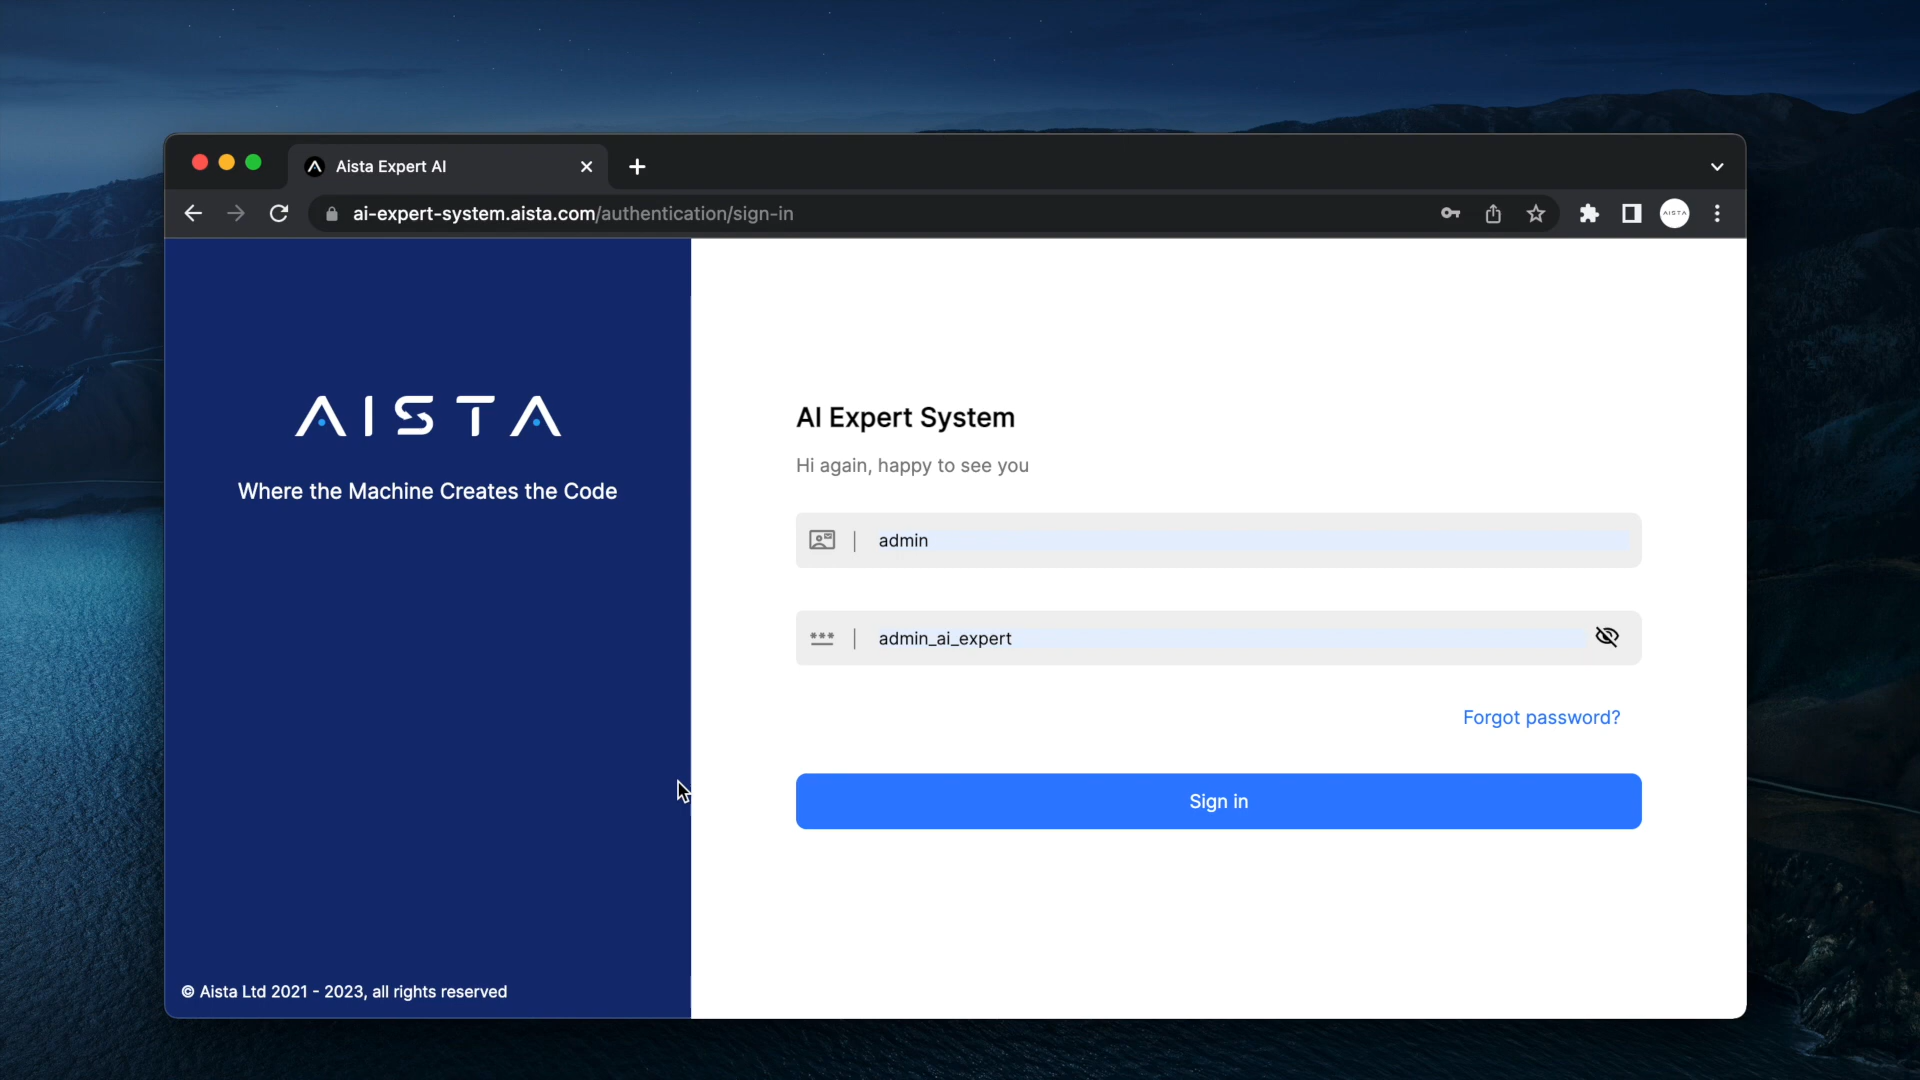 Aista Expert AI
ai-expert-system.aista.com/authentication/sign-in
AISTA
AISTA
Where the Machine Creates the Code
© Aista Ltd 2021 - 2023, all rights reserved
AI Expert System
Hi again, happy to see you
admin
***
admin_ai_expert
Forgot password?
Sign in